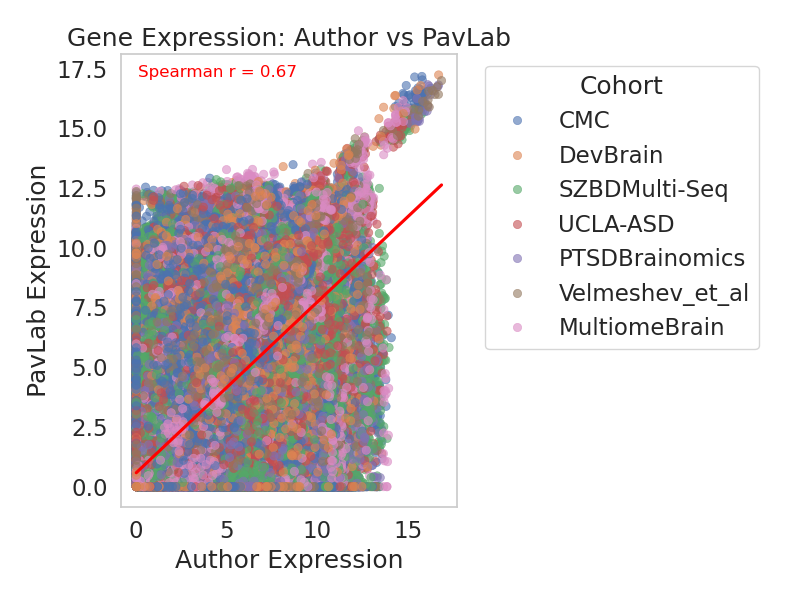 Gene Expression: Author vs PavLab
Spearman r = 0.67
17.5
15.0
12.5
10.0
7.5
5.0
2.5
0.0
PavLab Expression
0
5
10
15
Author Expression
Cohort
CMC
DevBrain
SZBDMulti-Seq
UCLA-ASD
PTSDBrainomics
Velmeshev_et_al
MultiomeBrain